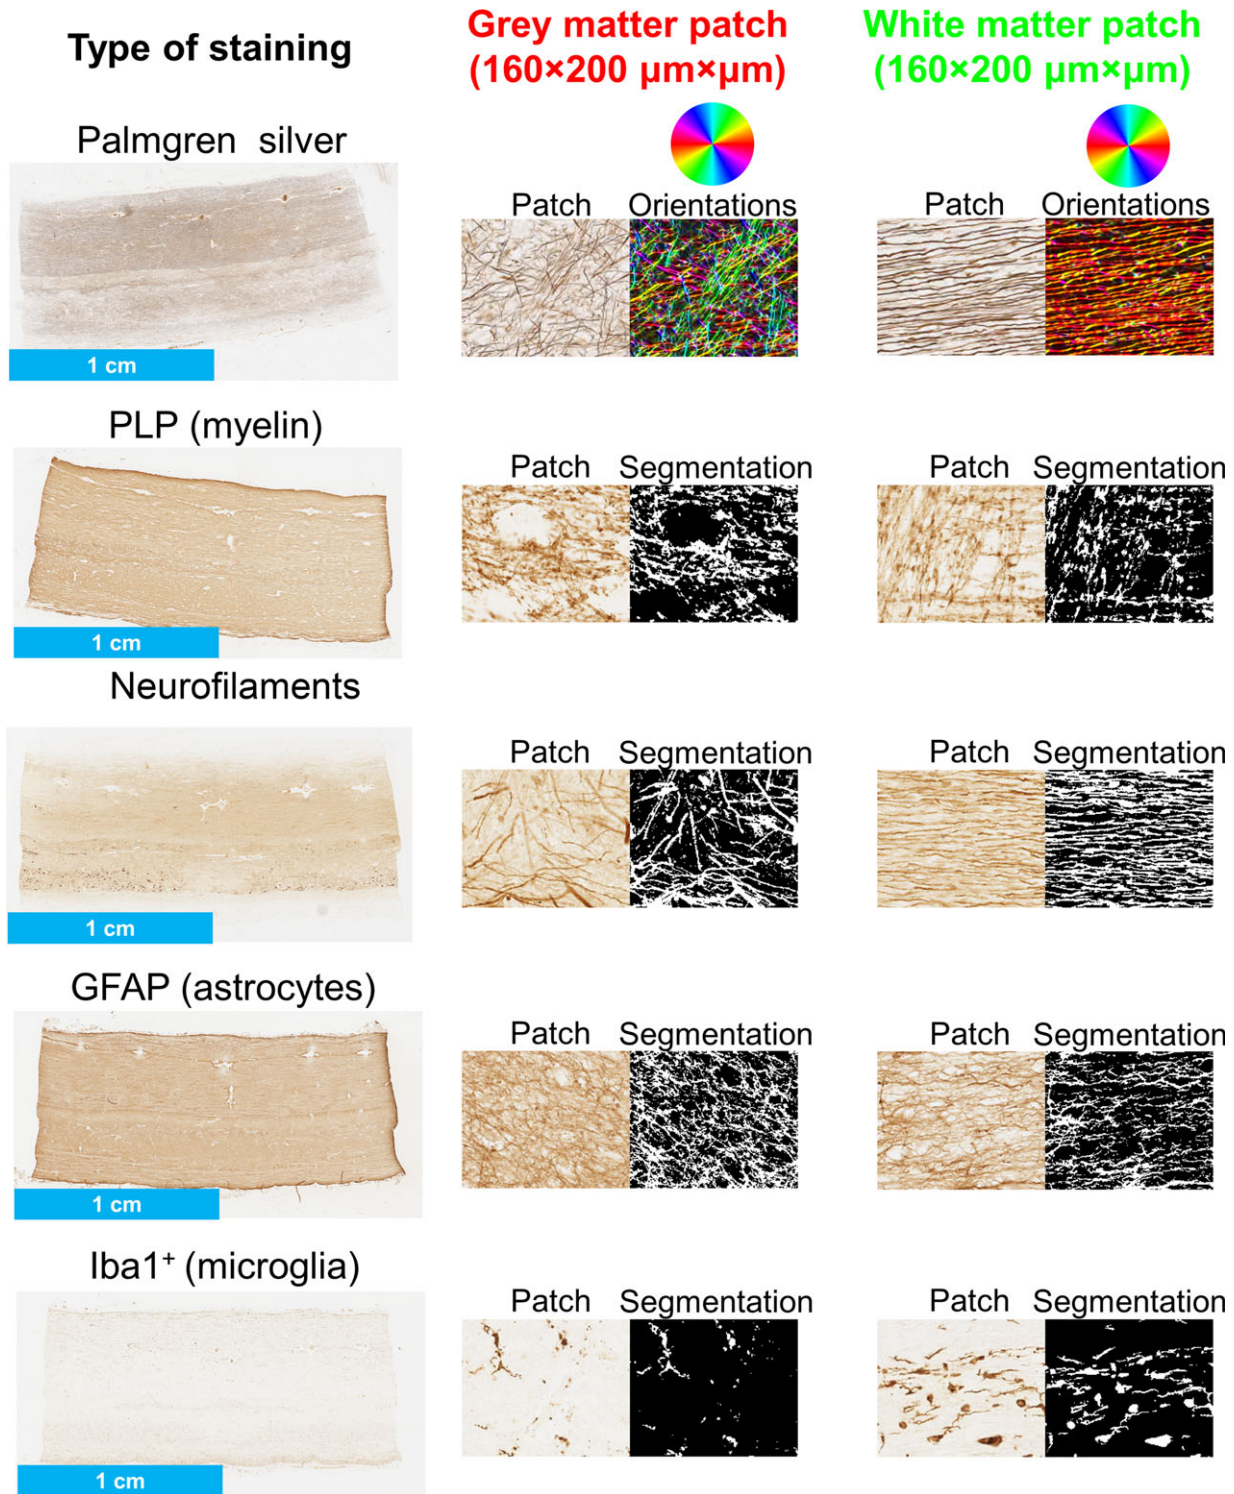 Type of staining
Grey matter patch
(160×200 μm×μm)
White matter patch
(160×200 μm×μm)
Palmgren silver
Patch Orientations
Patch Orientations
1 cm
PLP (myelin)
Patch Segmentation
Patch Segmentation
1 cm
Neurofilaments
Patch Segmentation
Patch Segmentation
1 cm
GFAP (astrocytes)
Patch Segmentation
Patch Segmentation
1 cm
Iba1⁺ (microglia)
Patch Segmentation
Patch Segmentation
1 cm